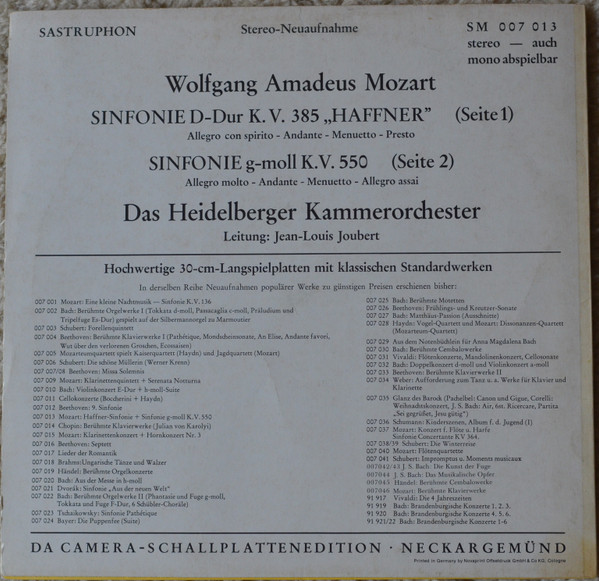 SASTRUPHON
Stereo-Neuaufnahme
SM 007 013
stereo — auch
mono abspielbar
Wolfgang Amadeus Mozart
SINFONIE D-Dur K.V. 385 „HAFFNER” (Seite 1)
Allegro con spirito - Andante - Menuetto - Presto
SINFONIE g-moll K.V. 550 (Seite 2)
Allegro molto - Andante - Menuetto - Allegro assai
Das Heidelberger Kammerorchester
Leitung: Jean-Louis Joubert
Hochwertige 30-cm-Langspielplatten mit klassischen Standardwerken
In derselben Reihe Neuaufnahmen populärer Werke zu günstigen Preisen erschienen bisher:
007 001 Mozart: Eine kleine Nachtmusik — Sinfonie K.V. 136
007 002 Bach: Berühmte Orgelwerke I (Tokkata d-moll, Passacaglia c-moll, Präludium und
Tripelfuge Es-Dur) gespielt auf der Silbermannorgel zu Marmoutier
007 003 Schubert: Forellenquintett
007 004 Beethoven: Berühmte Klavierwerke I (Pathétique, Mondscheinsonate, An Elise, Andante favori,
Wut über den verlorenen Groschen, Ecossaisen)
007 005 Mozartensemble spielt Kaiserquartett (Haydn) und Jagdquartett (Mozart)
007 006 Schubert: Die schöne Müllerin (Werner Krenn)
007 007/08 Beethoven: Missa Solemnis
007 009 Mozart: Klarinettenquintett + Serenata Notturna
007 010 Bach: Violinkonzert E-Dur + h-moll-Suite
007 011 Cellokonzerte (Boccherini + Haydn)
007 012 Beethoven: 9. Sinfonie
007 013 Mozart: Haffner-Sinfonie + Sinfonie g-moll K.V. 550
007 014 Chopin: Berühmte Klavierwerke (Julian von Karolyi)
007 015 Mozart: Klarinettenkonzert + Hornkonzert Nr. 3
007 016 Beethoven: Septett
007 017 Lieder der Romantik
007 018 Brahms:Ungarische Tänze und Walzer
007 019 Händel: Berühmte Orgelkonzerte
007 020 Bach: Aus der Messe in h-moll
007 021 Dvorák: Sinfonie „Aus der neuen Welt"
007 022 Bach: Berühmte Orgelwerke II (Phantasie und Fuge g-moll,
Tokkata und Fuge F-Dur, 6 Schübler-Choräle)
007 023 Tschaikowsky: Sinfonie Pathétique
007 024 Bayer: Die Puppenfee (Suite)
007 025 Bach: Berühmte Motetten
007 026 Beethoven: Frühlings- und Kreutzer-Sonate
007 027 Bach: Matthäus-Passion (Ausschnitte)
007 028 Haydn: Vogel-Quartett und Mozart: Dissonanzen-Quartett
(Mozarteum-Quartett)
007 029 Aus dem Notenbüchlein für Anna Magdalena Bach
007 030 Bach: Berühmte Cembalowerke
007 031 Vivaldi: Flötenkonzerte, Mandolinenkonzert, Cellosonate
007 032 Bach: Doppelkonzert d-moll und Violinkonzert a-moll
007 033 Beethoven: Berühmte Klavierwerke II
007 034 Weber: Aufforderung zum Tanz u. a. Werke für Klavier und
Klarinette
007 035 Glanz des Barock (Pachelbel: Canon und Gigue, Corelli:
Weihnachtskonzert, J. S. Bach: Air, 6st. Ricercare, Partita
„Sei gegrüßet, Jesu gütig")
007 036 Schumann: Kinderszenen, Album f. d. Jugend (I)
007 037 Mozart: Konzert f. Flöte u. Harfe
Sinfonie Concertante KV 364.
007 038/39 Schubert: Die Winterreise
007 040 Mozart: Flötenquartette
007 041 Schubert: Impromptus u. Moments musicaux
007042/43 J. S. Bach: Die Kunst der Fuge
007044 J. S. Bach: Das Musikalische Opfer
007045 Händel: Berühmte Cembalowerke
007046 Mozart: Berühmte Klavierwerke
91 917 Vivaldi: Die 4 Jahreszeiten
91 919 Bach: Brandenburgische Konzerte 1. 2. 3.
91 920 Bach: Brandenburgische Konzerte 4. 5. 6.
91 921/22 Bach: Brandenburgische Konzerte 1-6
DA CAMERA-SCHALLPLATTENEDITION · NECKARGEMÜND
Printed in Germany by Neoprint Offsetdruck GmbH & Co KG, Cologne